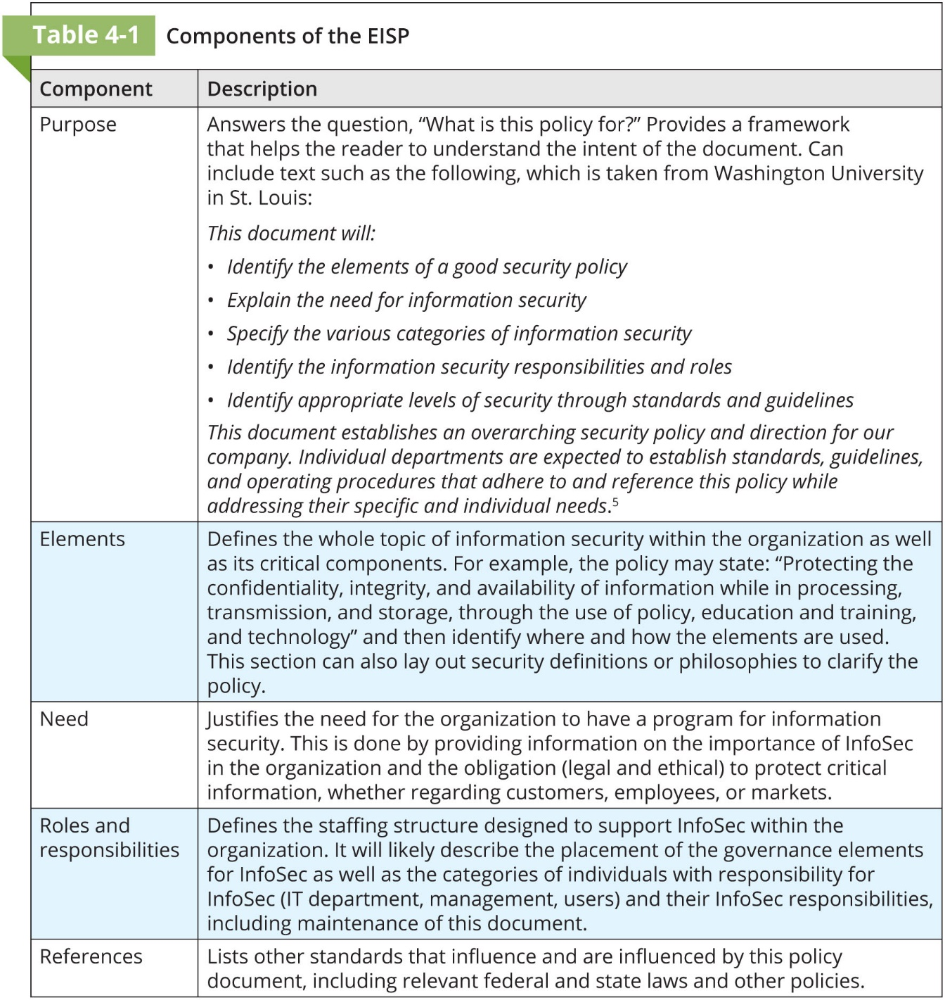 Table 4-1 Components of the EISP
Component Description
Purpose Answers the question, “What is this policy for?” Provides a framework
that helps the reader to understand the intent of the document. Can
include text such as the following, which is taken from Washington University
in St. Louis:
This document will:
• Identify the elements of a good security policy
• Explain the need for information security
• Specify the various categories of information security
• Identify the information security responsibilities and roles
• Identify appropriate levels of security through standards and guidelines
This document establishes an overarching security policy and direction for our
company. Individual departments are expected to establish standards, guidelines,
and operating procedures that adhere to and reference this policy while
addressing their specific and individual needs.⁵
Elements Defines the whole topic of information security within the organization as well
as its critical components. For example, the policy may state: “Protecting the
confidentiality, integrity, and availability of information while in processing,
transmission, and storage, through the use of policy, education and training,
and technology” and then identify where and how the elements are used.
This section can also lay out security definitions or philosophies to clarify the
policy.
Need Justifies the need for the organization to have a program for information
security. This is done by providing information on the importance of InfoSec
in the organization and the obligation (legal and ethical) to protect critical
information, whether regarding customers, employees, or markets.
Roles and Defines the staffing structure designed to support InfoSec within the
responsibilities organization. It will likely describe the placement of the governance elements
for InfoSec as well as the categories of individuals with responsibility for
InfoSec (IT department, management, users) and their InfoSec responsibilities,
including maintenance of this document.
References Lists other standards that influence and are influenced by this policy
document, including relevant federal and state laws and other policies.